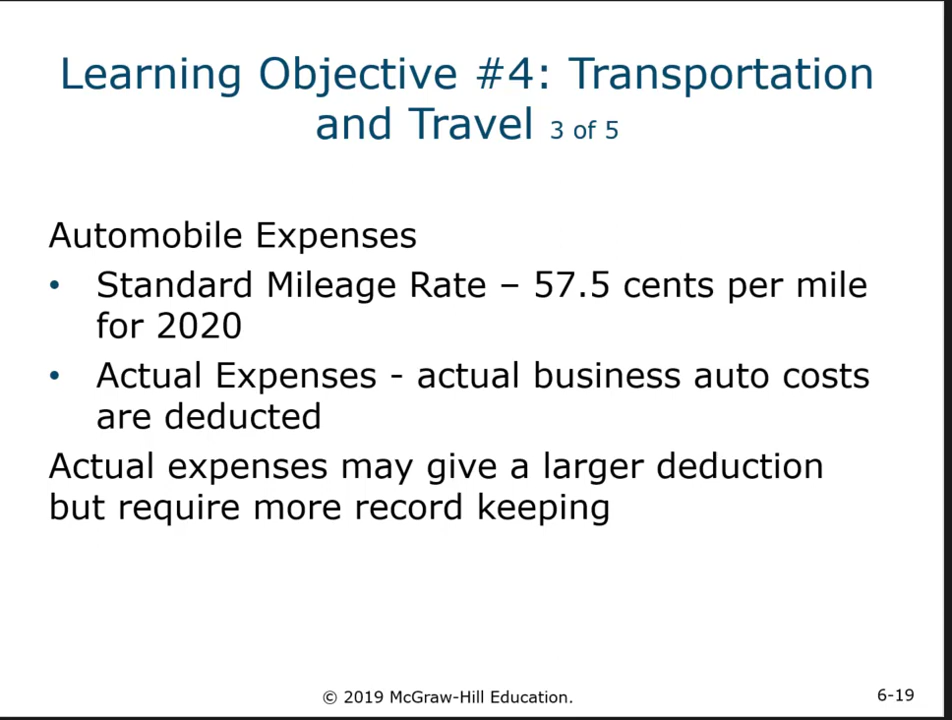 Learning Objective #4: Transportation
and Travel 3 of 5
Automobile Expenses
• Standard Mileage Rate – 57.5 cents per mile
for 2020
• Actual Expenses - actual business auto costs
are deducted
Actual expenses may give a larger deduction
but require more record keeping
© 2019 McGraw-Hill Education.
6-19